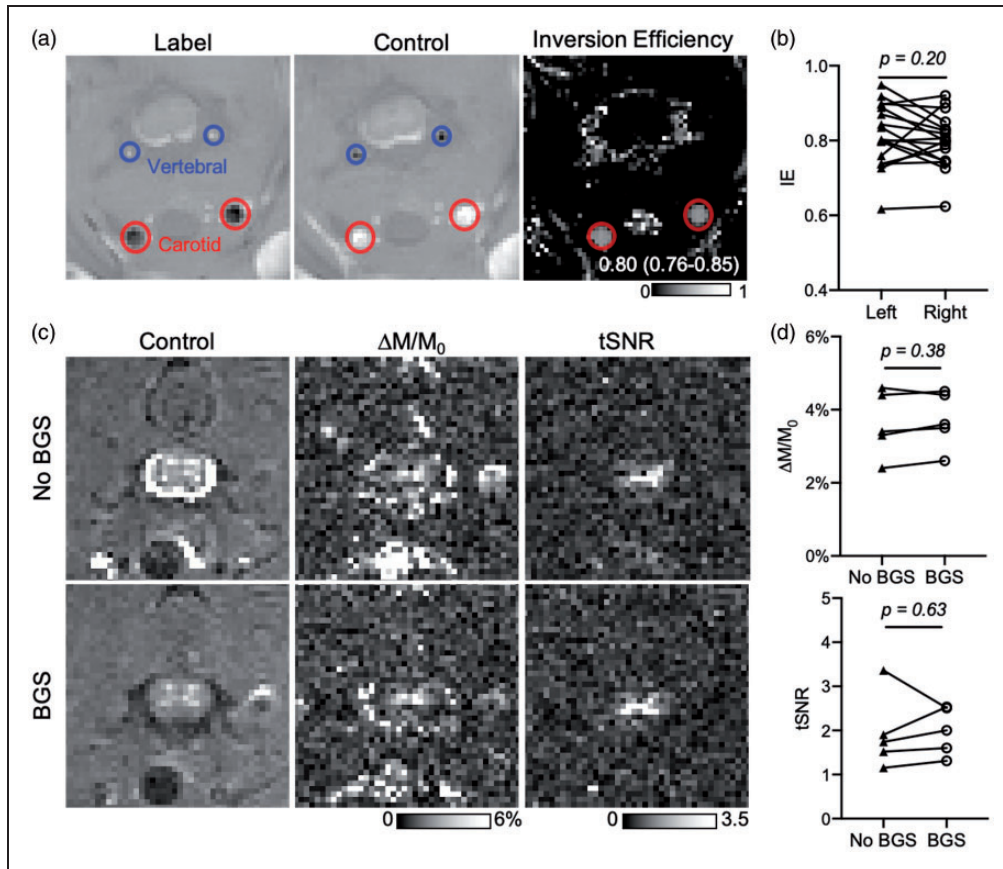 (a)
Label
Control
Inversion Efficiency
Vertebral
Carotid
0.80 (0.76-0.85)
0 1
(b)
p = 0.20
1.0
0.8
0.6
0.4
IE
Left Right
(c)
Control
ΔM/M0
tSNR
No BGS
BGS
0 6%
0 3.5
(d)
6%
p = 0.38
4%
2%
0%
ΔM/M0
No BGS BGS
5
p = 0.63
4
3
2
1
0
tSNR
No BGS BGS